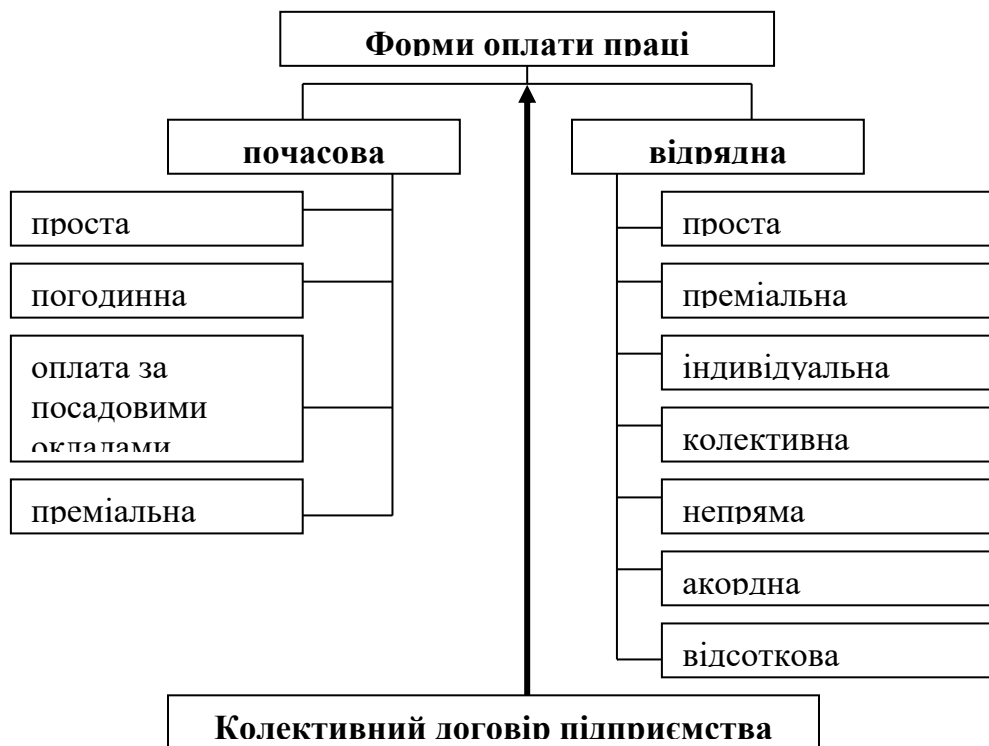 Форми оплати праці
почасова
відрядна
проста
погодинна
оплата за
посадовими
окладами
преміальна
проста
преміальна
індивідуальна
колективна
непряма
акордна
відсоткова
Колективний договір підприємства